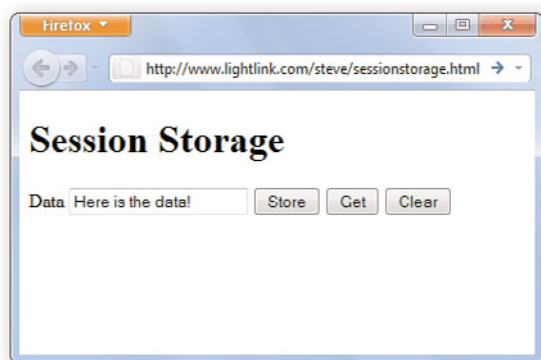 Firefox
http://www.lightlink.com/steve/sessionstorage.html
Session Storage
Data Here is the data! Store Get Clear